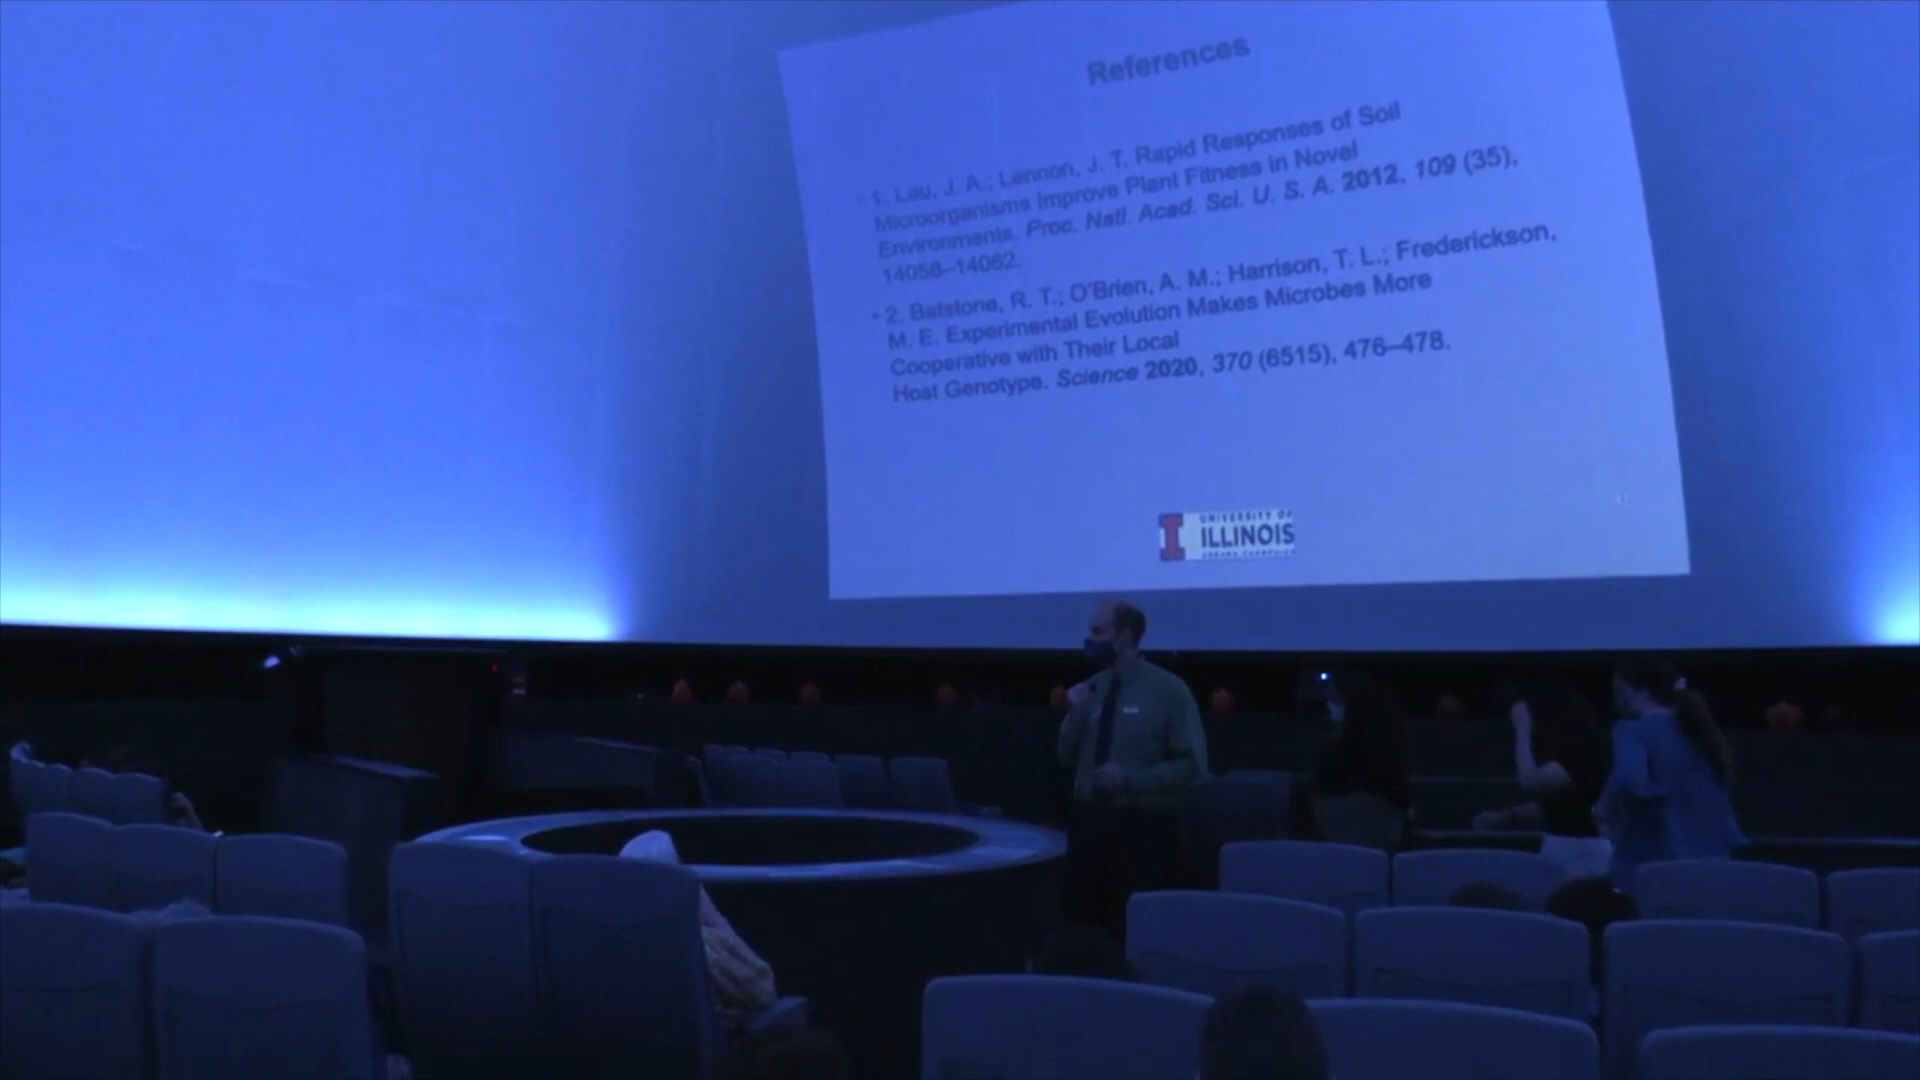 References
1. Lau, J. A.; Lennon, J. T. Rapid Responses of Soil
Microorganisms Improve Plant Fitness in Novel
Environments. Proc. Natl. Acad. Sci. U. S. A. 2012, 109 (35),
14058–14062.
• 2. Batstone, R. T.; O'Brien, A. M.; Harrison, T. L.; Frederickson,
M. E. Experimental Evolution Makes Microbes More
Cooperative with Their Local
Host Genotype. Science 2020, 370 (6515), 476–478.
I
UNIVERSITY OF
ILLINOIS
URBANA-CHAMPAIGN